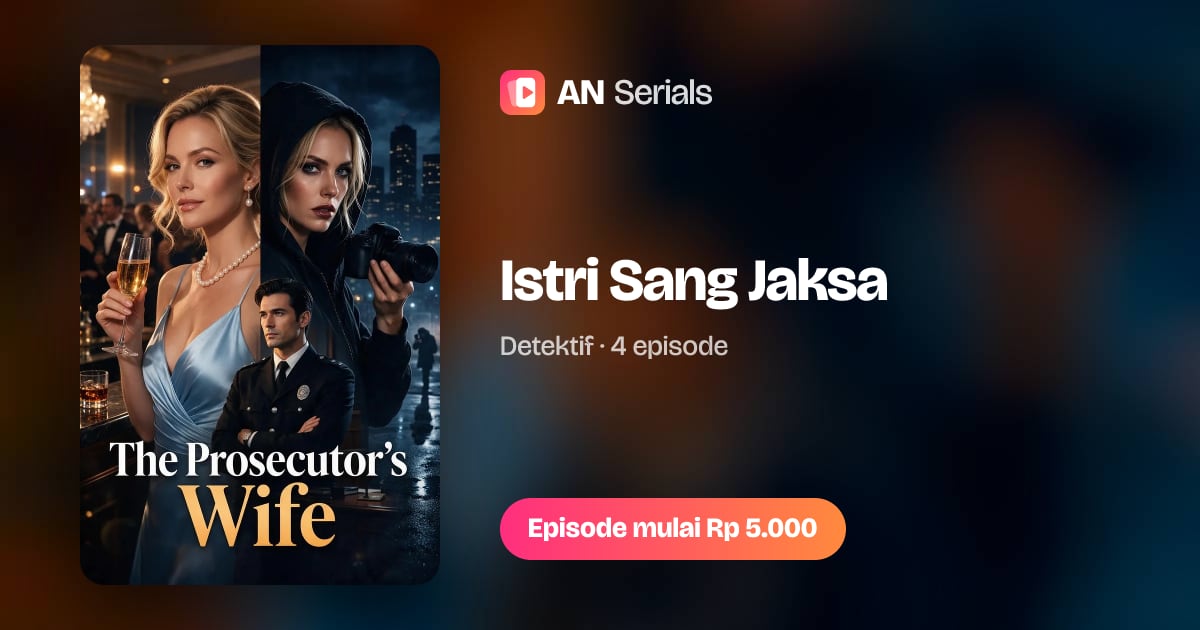 The Prosecutor's
Wife
AN Serials
Istri Sang Jaksa
Detektif · 4 episode
Episode mulai Rp 5.000